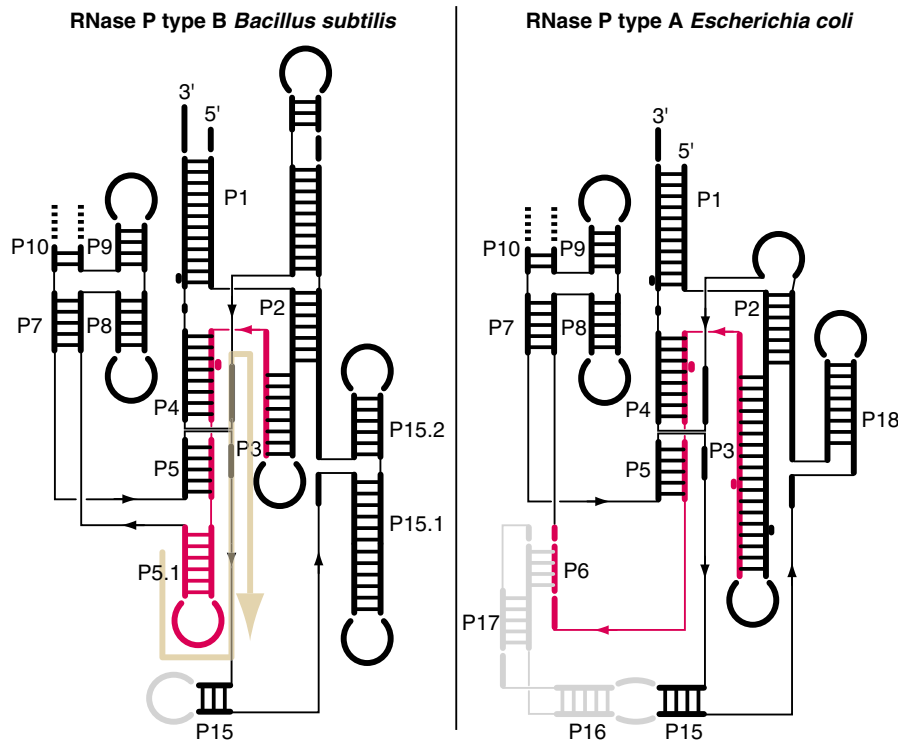 RNase P type B Bacillus subtilis
3'
5'
P1
P10
P9
P7
P8
P2
P4
P3
P5
P15.2
P15.1
P5.1
P15
RNase P type A Escherichia coli
3'
5'
P1
P10
P9
P7
P8
P2
P4
P3
P18
P5
P6
P17
P16
P15